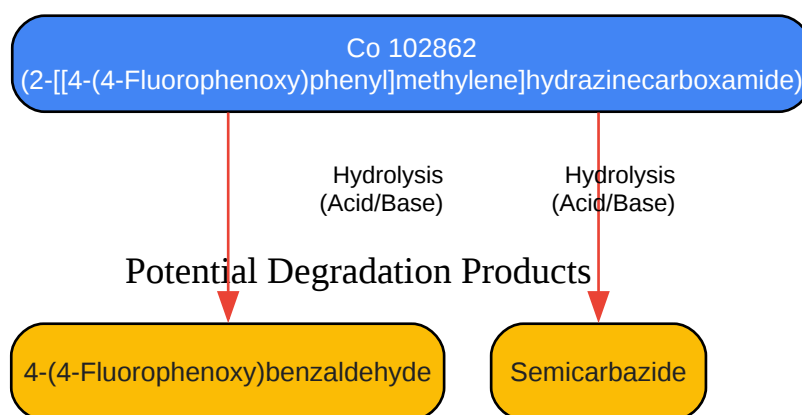 Co 102862
(2-[[4-(4-Fluorophenoxy)phenyl]methylene]hydrazinecarboxamide)
Hydrolysis
(Acid/Base)
Hydrolysis
(Acid/Base)
Potential Degradation Products
4-(4-Fluorophenoxy)benzaldehyde
Semicarbazide